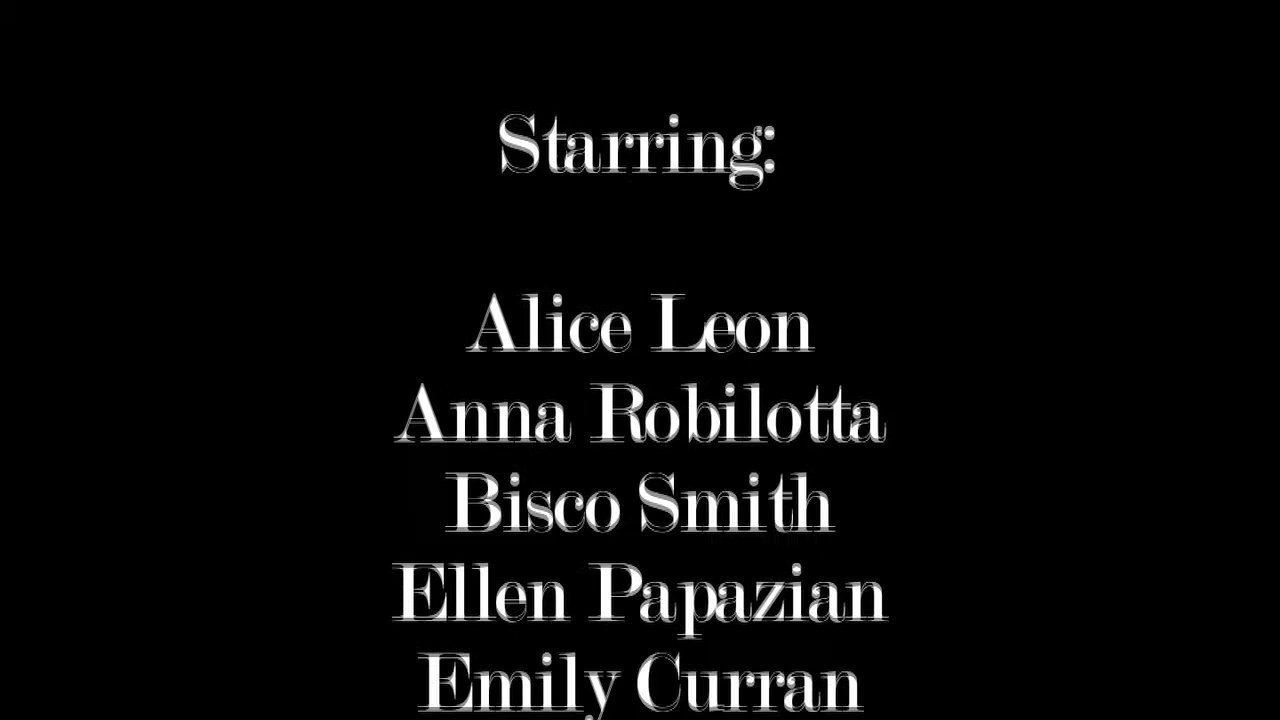 Starring:
Alice Leon
Anna Robilotta
Bisco Smith
Ellen Papazian
Emily Curran